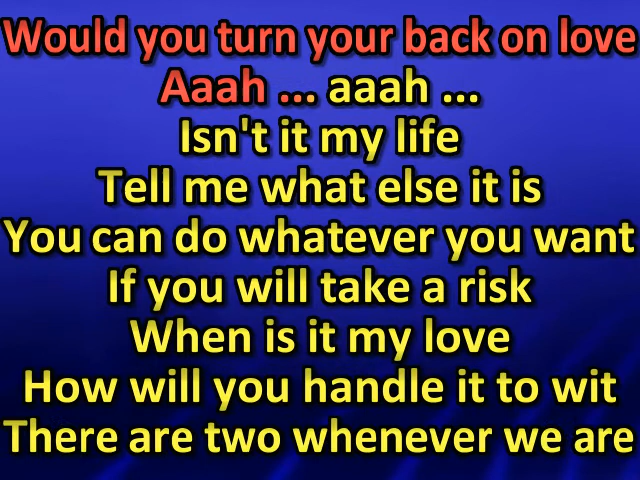 Would you turn your back on love
Aaah ... aaah ...
Isn't it my life
Tell me what else it is
You can do whatever you want
If you will take a risk
When is it my love
How will you handle it to wit
There are two whenever we are